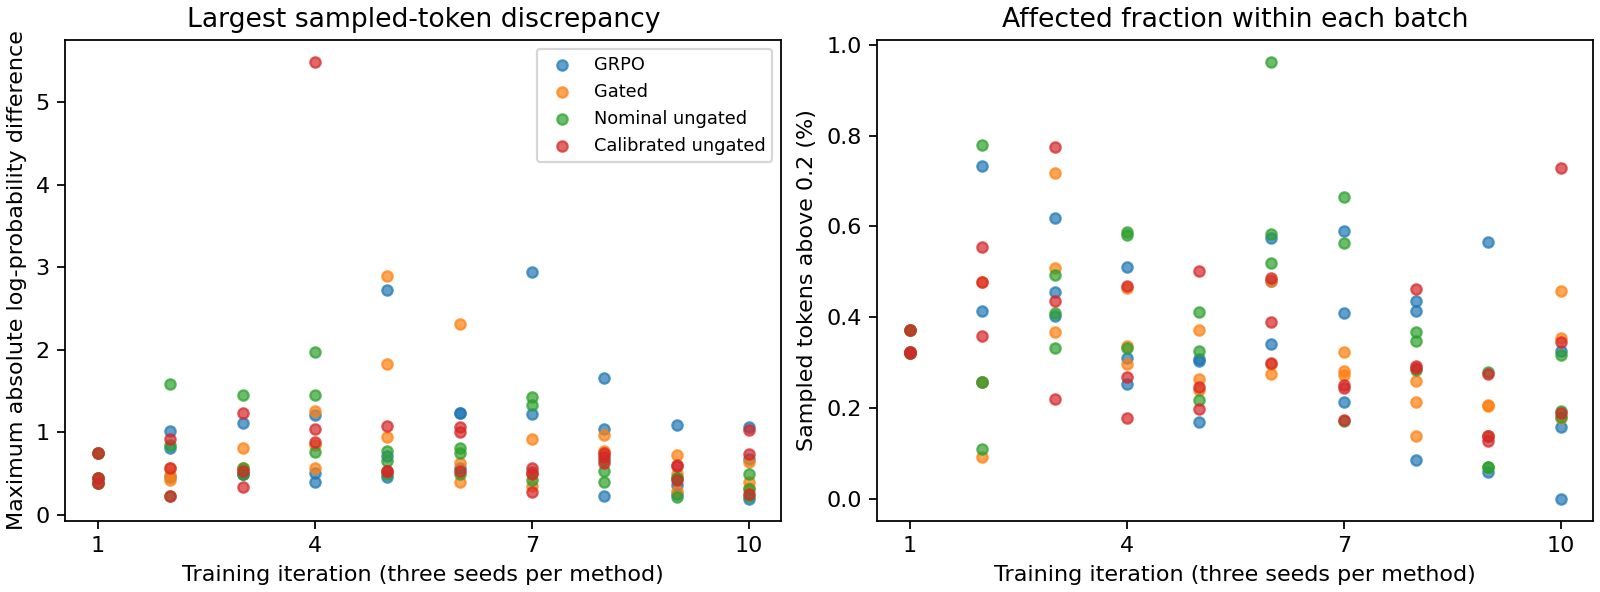 Largest sampled-token discrepancy
Maximum absolute log-probability difference
5
4
3
2
1
0
GRPO
Gated
Nominal ungated
Calibrated ungated
1 4 7 10
Training iteration (three seeds per method)
Affected fraction within each batch
Sampled tokens above 0.2 (%)
1.0
0.8
0.6
0.4
0.2
0.0
1 4 7 10
Training iteration (three seeds per method)